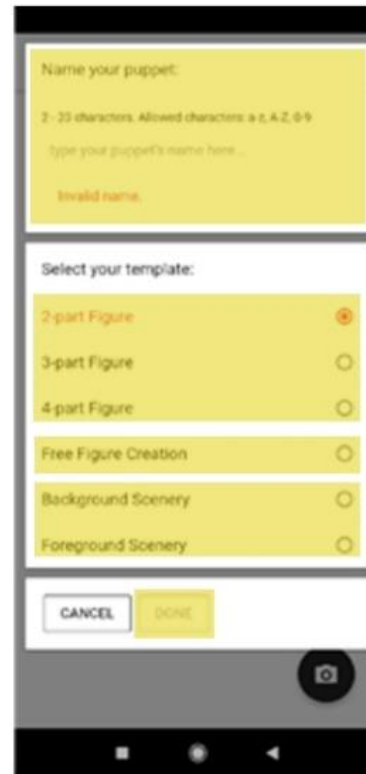 Name your puppet:
2 - 23 characters. Allowed characters: a-z, A-Z, 0-9
type your puppet's name here...
Invalid name.
Select your template:
2-part Figure
3-part Figure
4-part Figure
Free Figure Creation
Background Scenery
Foreground Scenery
CANCEL DONE